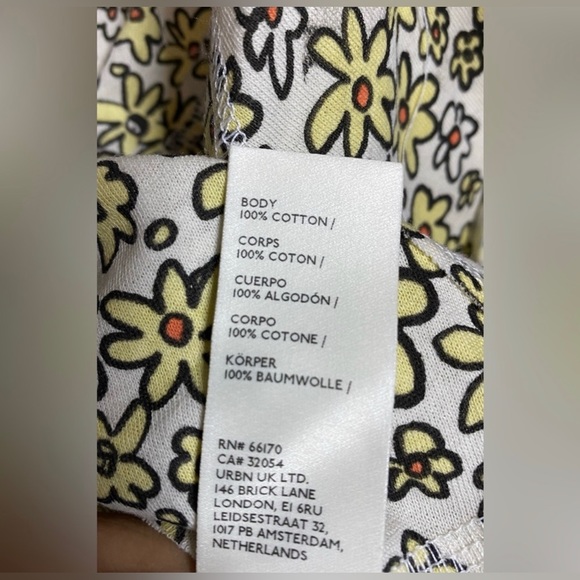 BODY
100% COTTON /
CORPS
100% COTON /
CUERPO
100% ALGODÓN /
CORPO
100% COTONE /
KÖRPER
100% BAUMWOLLE /
RN# 66170
CA# 32054
URBN UK LTD.
146 BRICK LANE
LONDON, E1 6RU
LEIDSESTRAAT 32,
1017 PB AMSTERDAM,
NETHERLANDS